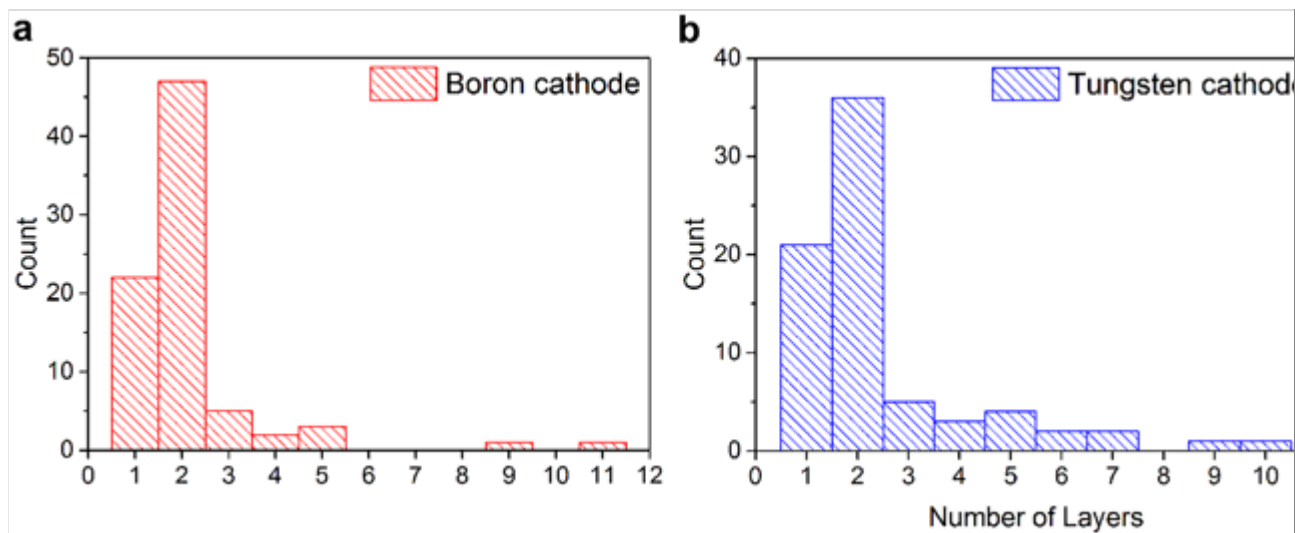 a
Boron cathode
Count
50
40
30
20
10
0
0 1 2 3 4 5 6 7 8 9 10 11 12
b
Tungsten cathode
Count
40
30
20
10
0
0 1 2 3 4 5 6 7 8 9 10
Number of Layers